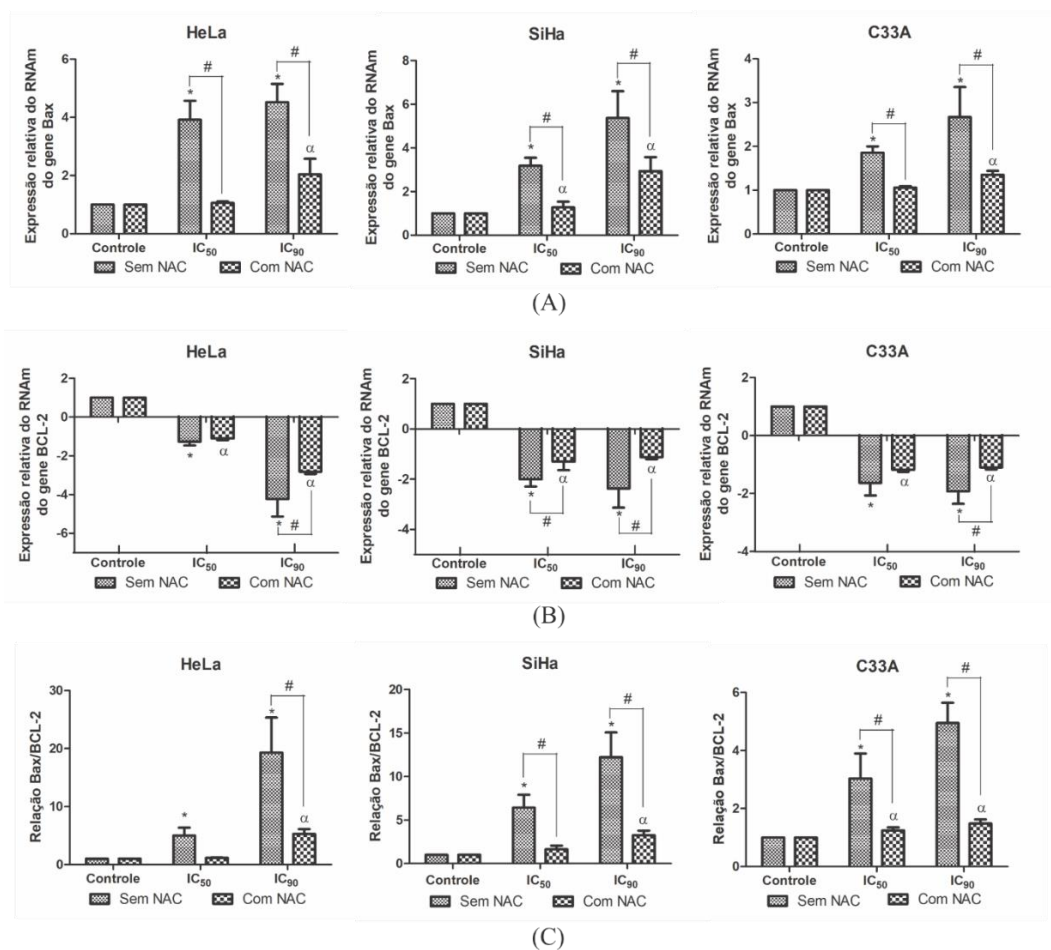 HeLa
Expressão relativa do RNAm
do gene Bax
6
4
2
0
*
#
*
#
α
Controle IC50 IC90
Sem NAC Com NAC
SiHa
Expressão relativa do RNAm
do gene Bax
8
6
4
2
0
*
#
α
*
#
α
Controle IC50 IC90
Sem NAC Com NAC
C33A
Expressão relativa do RNAm
do gene Bax
4
3
2
1
0
*
#
*
#
α
Controle IC50 IC90
Sem NAC Com NAC
(A)
HeLa
Expressão relativa do RNAm
do gene BCL-2
2
0
-2
-4
-6
*
α
*
α
#
Controle IC50 IC90
Sem NAC Com NAC
SiHa
Expressão relativa do RNAm
do gene BCL-2
2
0
-2
-4
*
α
#
*
α
#
Controle IC50 IC90
Sem NAC Com NAC
C33A
Expressão relativa do RNAm
do gene BCL-2
2
0
-2
-4
*
α
*
α
#
Controle IC50 IC90
Sem NAC Com NAC
(B)
HeLa
Relação Bax/BCL-2
30
20
10
0
*
*
#
α
Controle IC50 IC90
Sem NAC Com NAC
SiHa
Relação Bax/BCL-2
20
15
10
5
0
*
#
*
#
α
Controle IC50 IC90
Sem NAC Com NAC
C33A
Relação Bax/BCL-2
6
4
2
0
*
#
α
*
#
α
Controle IC50 IC90
Sem NAC Com NAC
(C)